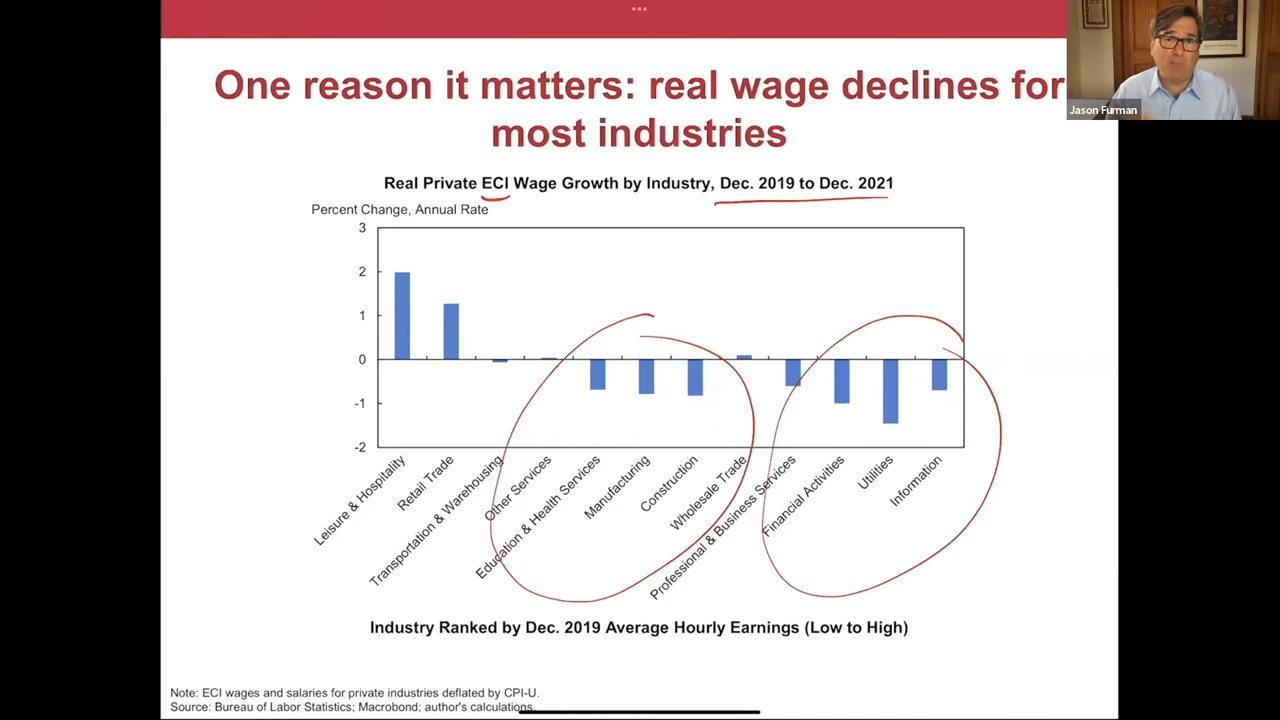 One reason it matters: real wage declines for
most industries
Jason Furman
Real Private ECI Wage Growth by Industry, Dec. 2019 to Dec. 2021
Percent Change, Annual Rate
3
2
1
0
-1
-2
Leisure & Hospitality
Retail Trade
Transportation & Warehousing
Other Services
Education & Health Services
Manufacturing
Construction
Wholesale Trade
Professional & Business Services
Financial Activities
Utilities
Information
Industry Ranked by Dec. 2019 Average Hourly Earnings (Low to High)
Note: ECI wages and salaries for private industries deflated by CPI-U.
Source: Bureau of Labor Statistics; Macrobond; author's calculations.